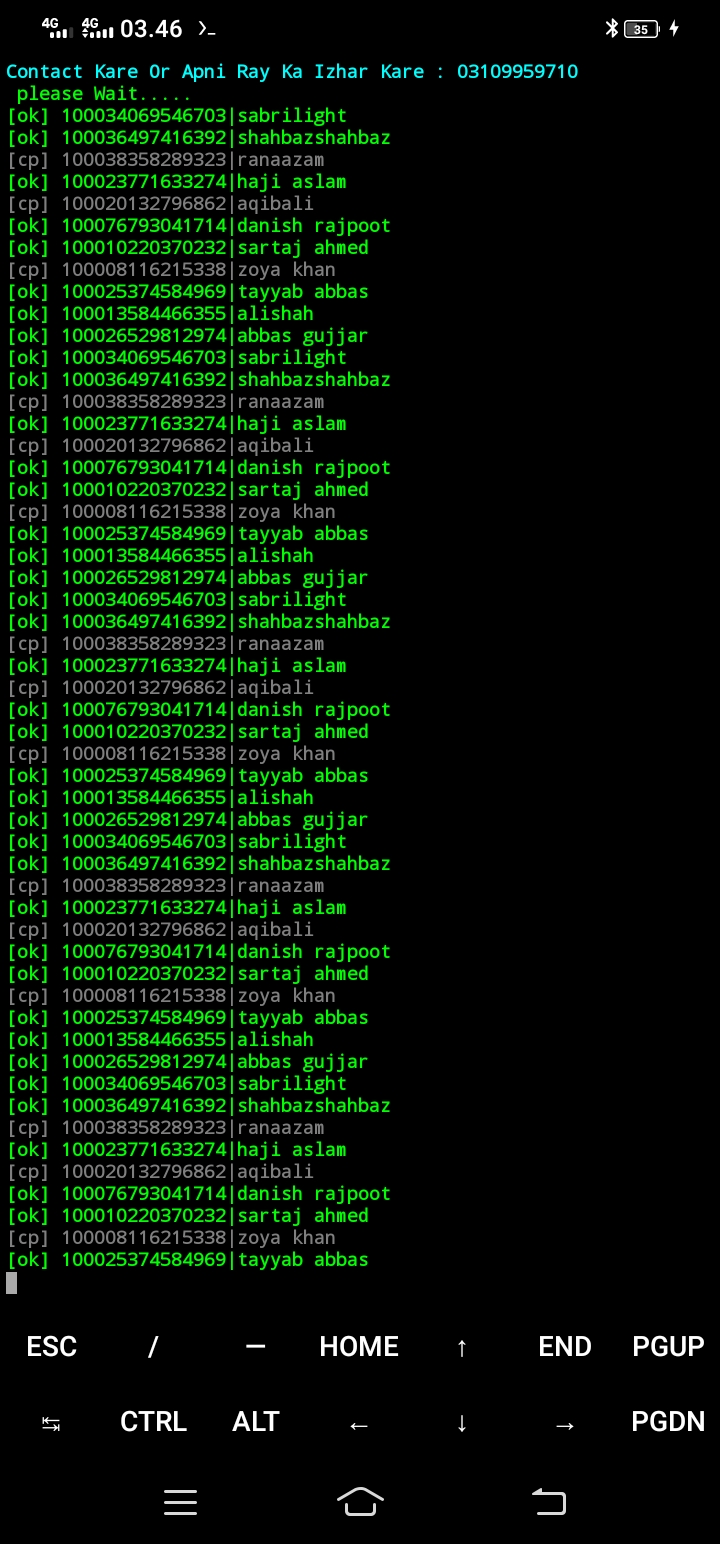 4G 4G 03.46 35
Contact Kare Or Apni Ray Ka Izhar Kare : 03109959710
please Wait.....
[ok] 100034069546703|sabrilight
[ok] 100036497416392|shahbazshahbaz
[cp] 100038358289323|ranaazam
[ok] 100023771633274|haji aslam
[cp] 100020132796862|aqibali
[ok] 100076793041714|danish rajpoot
[ok] 100010220370232|sartaj ahmed
[cp] 100008116215338|zoya khan
[ok] 100025374584969|tayyab abbas
[ok] 100013584466355|alishah
[ok] 100026529812974|abbas gujjar
[ok] 100034069546703|sabrilight
[ok] 100036497416392|shahbazshahbaz
[cp] 100038358289323|ranaazam
[ok] 100023771633274|haji aslam
[cp] 100020132796862|aqibali
[ok] 100076793041714|danish rajpoot
[ok] 100010220370232|sartaj ahmed
[cp] 100008116215338|zoya khan
[ok] 100025374584969|tayyab abbas
[ok] 100013584466355|alishah
[ok] 100026529812974|abbas gujjar
[ok] 100034069546703|sabrilight
[ok] 100036497416392|shahbazshahbaz
[cp] 100038358289323|ranaazam
[ok] 100023771633274|haji aslam
[cp] 100020132796862|aqibali
[ok] 100076793041714|danish rajpoot
[ok] 100010220370232|sartaj ahmed
[cp] 100008116215338|zoya khan
[ok] 100025374584969|tayyab abbas
[ok] 100013584466355|alishah
[ok] 100026529812974|abbas gujjar
[ok] 100034069546703|sabrilight
[ok] 100036497416392|shahbazshahbaz
[cp] 100038358289323|ranaazam
[ok] 100023771633274|haji aslam
[cp] 100020132796862|aqibali
[ok] 100076793041714|danish rajpoot
[ok] 100010220370232|sartaj ahmed
[cp] 100008116215338|zoya khan
[ok] 100025374584969|tayyab abbas
[ok] 100013584466355|alishah
[ok] 100026529812974|abbas gujjar
[ok] 100034069546703|sabrilight
[ok] 100036497416392|shahbazshahbaz
[cp] 100038358289323|ranaazam
[ok] 100023771633274|haji aslam
[cp] 100020132796862|aqibali
[ok] 100076793041714|danish rajpoot
[ok] 100010220370232|sartaj ahmed
[cp] 100008116215338|zoya khan
[ok] 100025374584969|tayyab abbas
ESC / — HOME ↑ END PGUP
↹ CTRL ALT ← ↓ → PGDN